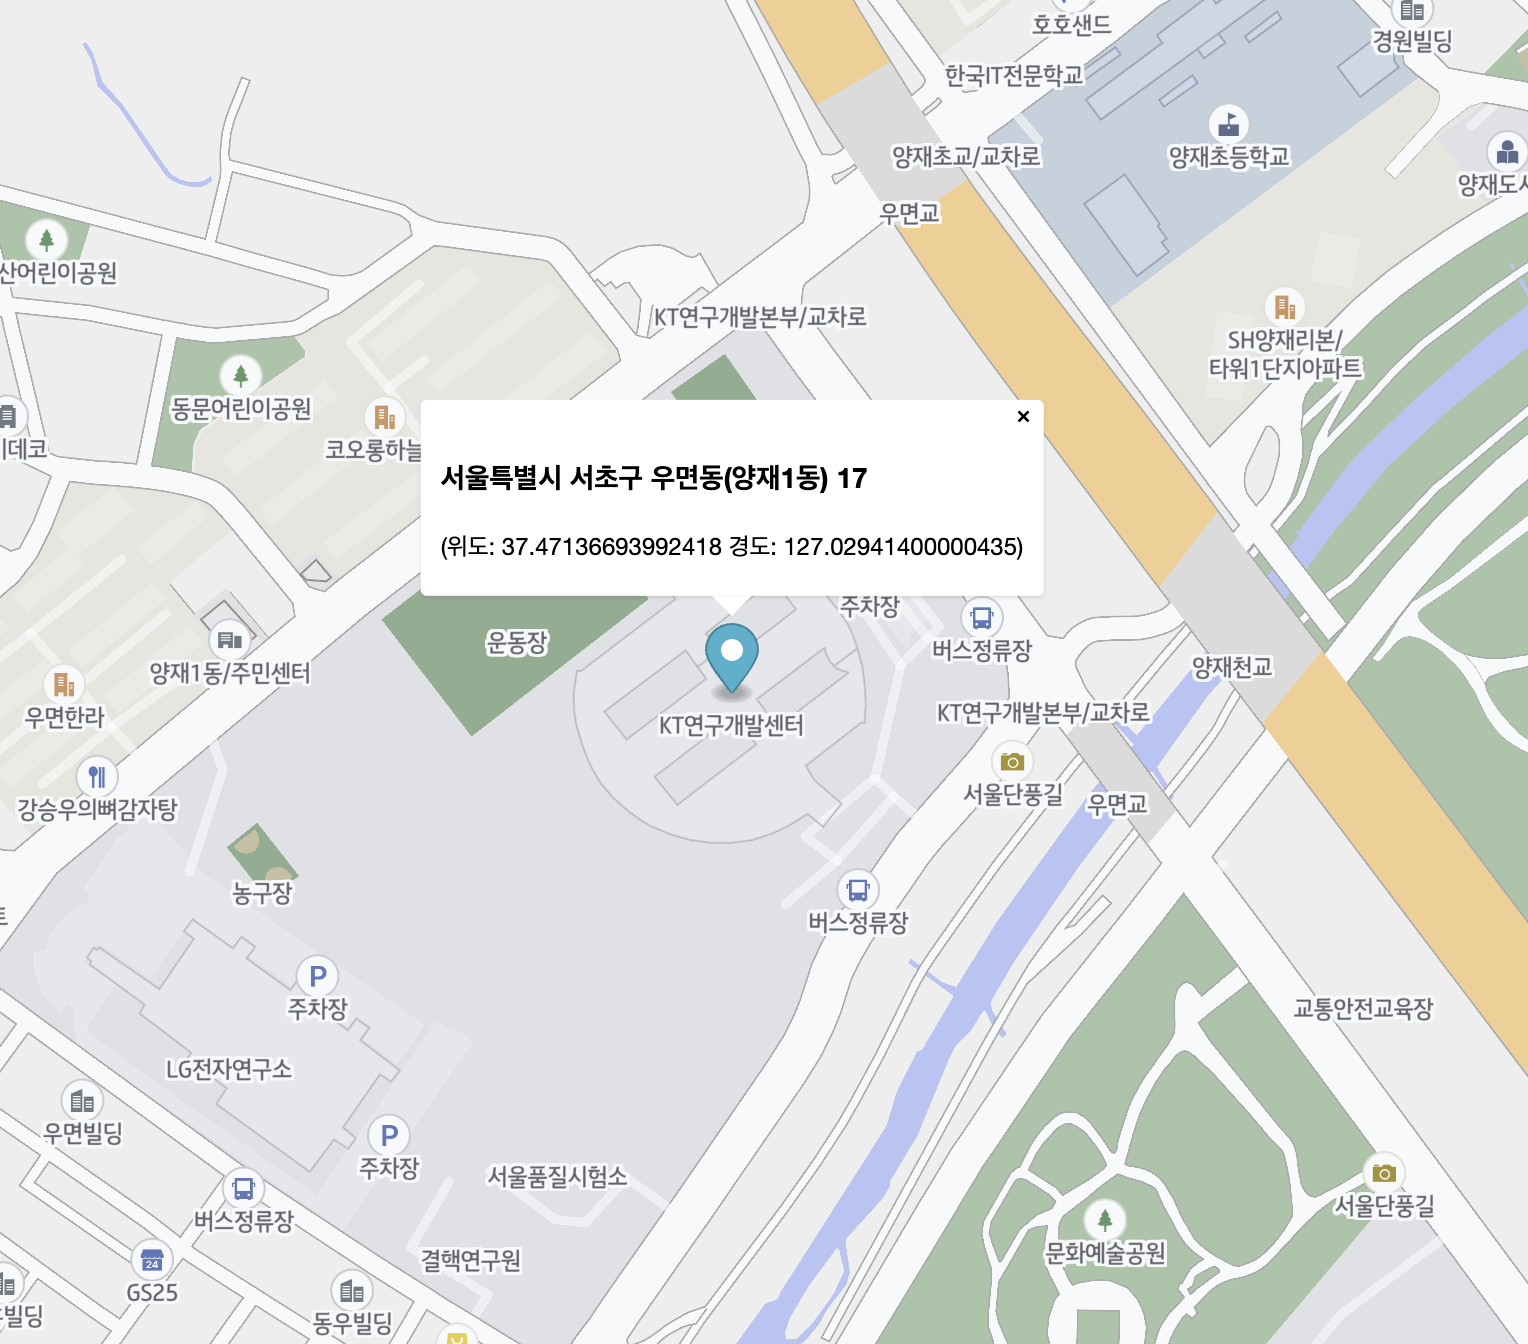 호호샌드
경원빌딩
한국IT전문학교
양재초교/교차로
양재초등학교
우면교
산어린이공원
KT연구개발본부/교차로
SH양재리본/
타워1단지아파트
동문어린이공원
코오롱하늘
데코
×
서울특별시 서초구 우면동(양재1동) 17
(위도: 37.47136693992418 경도: 127.02941400000435)
주차장
운동장
버스정류장
양재1동/주민센터
양재천교
우면한라
KT연구개발센터
KT연구개발본부/교차로
서울단풍길
우면교
강승우의뼈감자탕
농구장
버스정류장
P
주차장
교통안전교육장
LG전자연구소
우면빌딩
P
주차장
서울품질시험소
버스정류장
서울단풍길
결핵연구원
문화예술공원
24
GS25
빌딩
동우빌딩